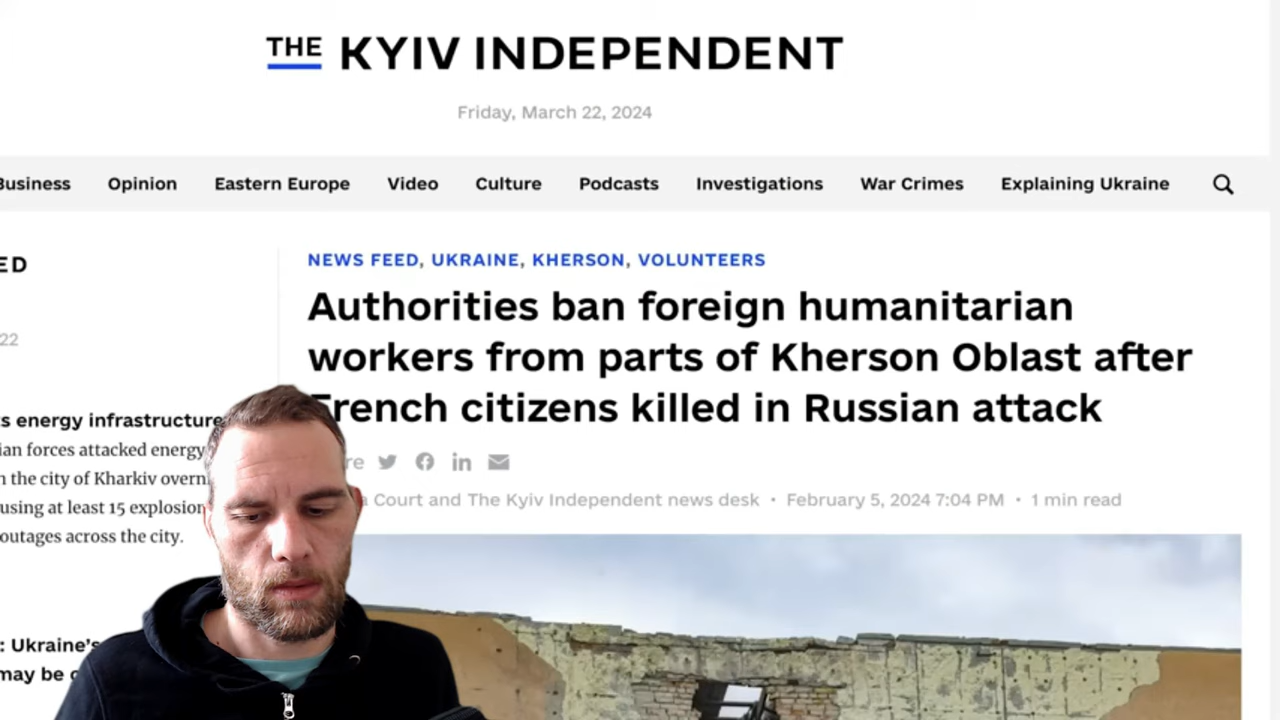 THE KYIV INDEPENDENT
Friday, March 22, 2024
Business Opinion Eastern Europe Video Culture Podcasts Investigations War Crimes Explaining Ukraine
ED
22
s energy infrastructure
ian forces attacked energy
n the city of Kharkiv overn
using at least 15 explosion
outages across the city.
: Ukraine's
may be
NEWS FEED, UKRAINE, KHERSON, VOLUNTEERS
Authorities ban foreign humanitarian
workers from parts of Kherson Oblast after
French citizens killed in Russian attack
re
a Court and The Kyiv Independent news desk • February 5, 2024 7:04 PM • 1 min read